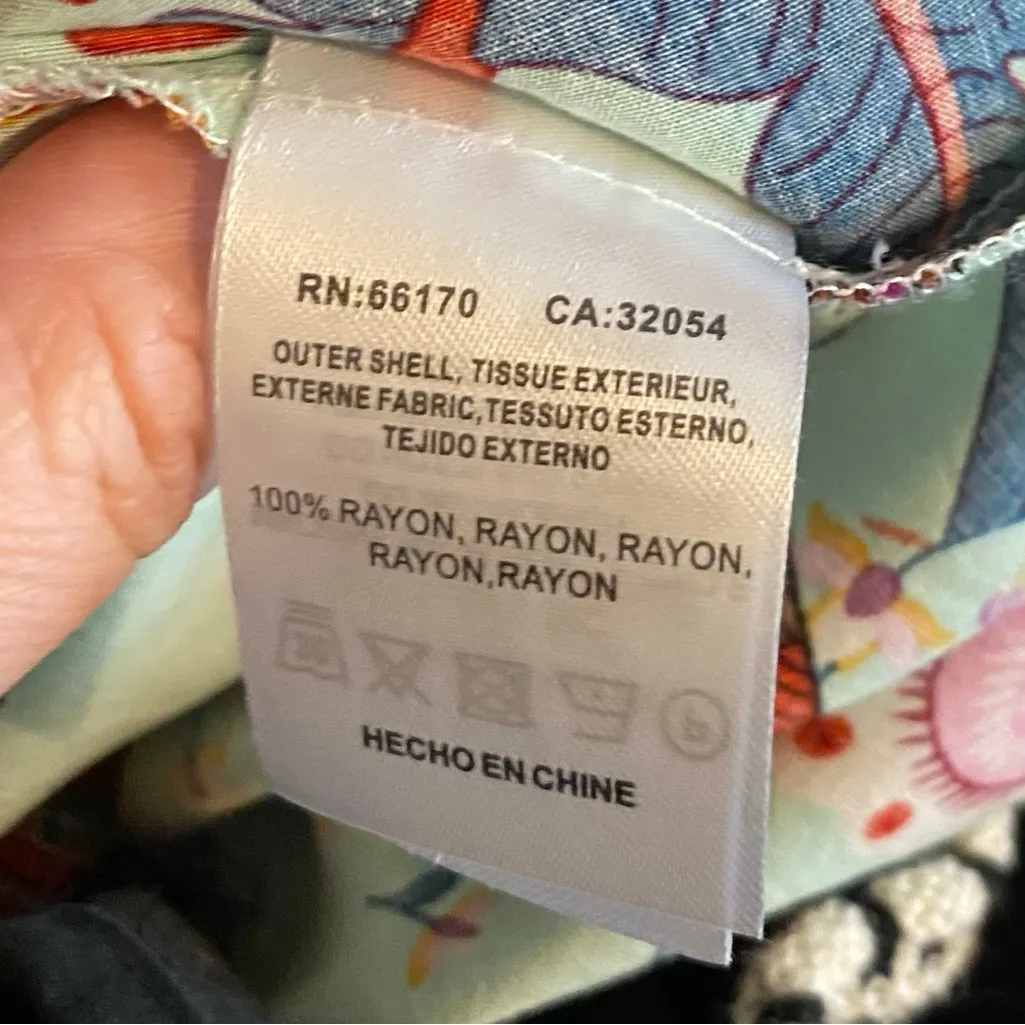 RN:66170 CA:32054
OUTER SHELL, TISSUE EXTERIEUR,
EXTERNE FABRIC,TESSUTO ESTERNO,
TEJIDO EXTERNO
100% RAYON, RAYON, RAYON,
RAYON,RAYON
HECHO EN CHINE